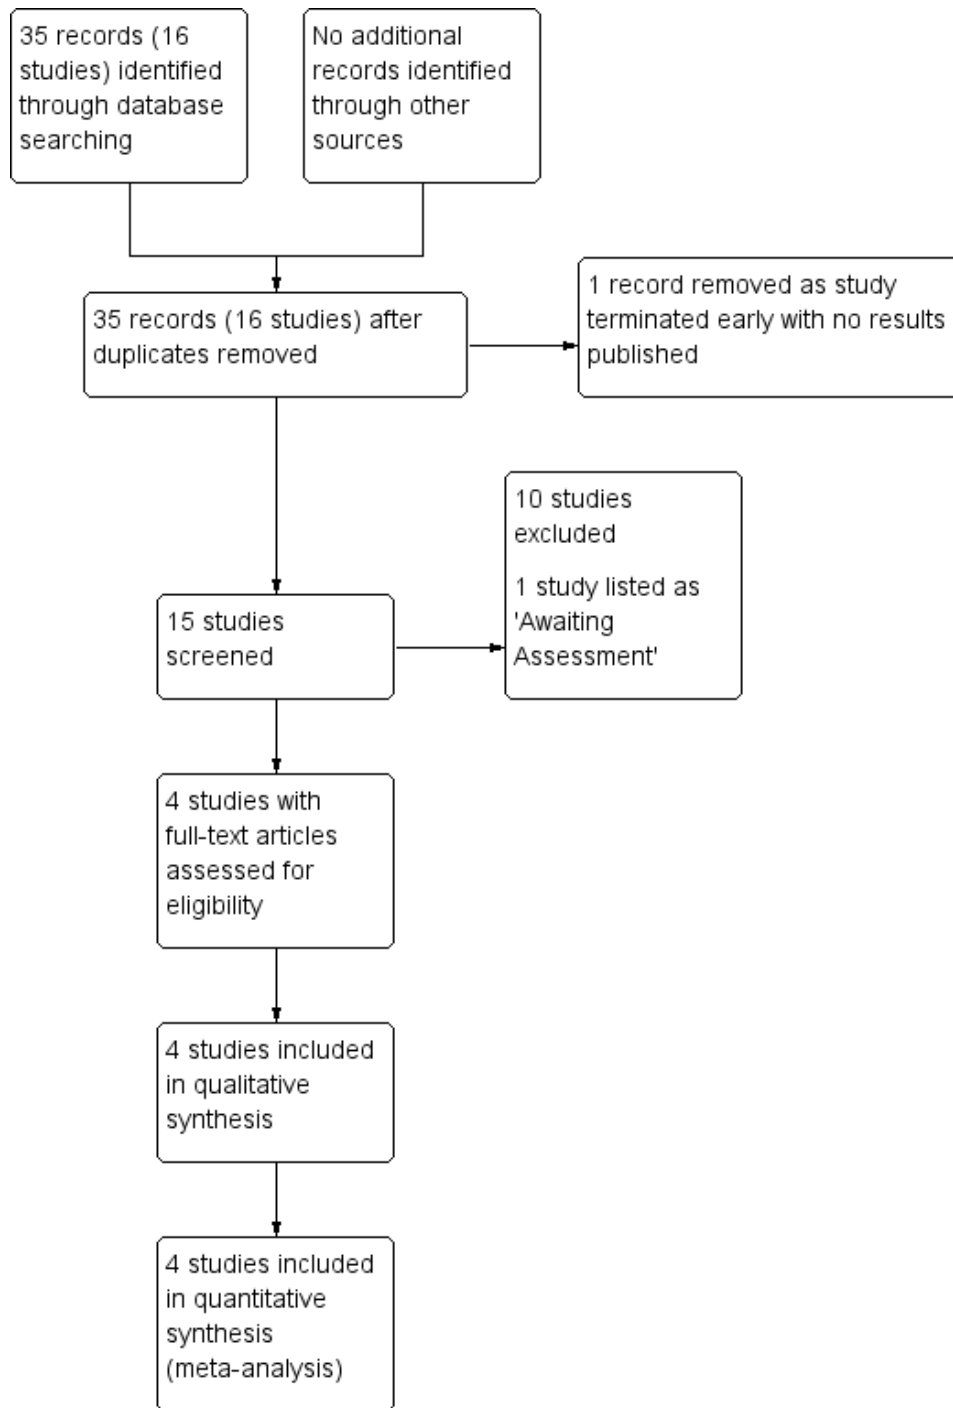 35 records (16
studies) identified
through database
searching
No additional
records identified
through other
sources
35 records (16 studies) after
duplicates removed
1 record removed as study
terminated early with no results
published
10 studies
excluded
1 study listed as
'Awaiting
Assessment'
15 studies
screened
4 studies with
full-text articles
assessed for
eligibility
4 studies included
in qualitative
synthesis
4 studies included
in quantitative
synthesis
(meta-analysis)